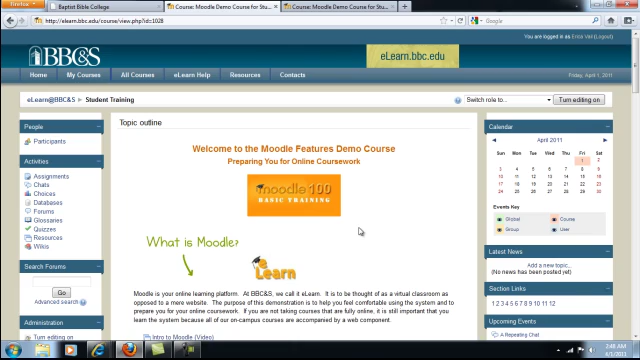 Firefox
Baptist Bible College
Course: Moodle Demo Course for Stu...
Course: Moodle Demo Course for Stu...
http://elearn.bbc.edu/course/view.php?id=1028
Google
You are logged in as Erica Vail (Logout)
BBC&S
eLearn.bbc.edu
Home
My Courses
All Courses
eLearn Help
Resources
Contacts
Friday, April 1, 2011
eLearn@BBC&S ► Student Training
Switch role to...
Turn editing on
People
Participants
Activities
Assignments
Chats
Choices
Databases
Forums
Glossaries
Quizzes
Resources
Wikis
Search Forums
Go
Advanced search
Administration
Turn editing on
Topic outline
Welcome to the Moodle Features Demo Course
Preparing You for Online Coursework
moodle 100
BASIC TRAINING
What is Moodle?
eLearn
Moodle is your online learning platform. At BBC&S, we call it eLearn. It is to be thought of as a virtual classroom as
opposed to a mere website. The purpose of this demonstration is to help you feel comfortable using the system and to
prepare you for your online coursework. If you are not taking courses that are fully online, it is still important that you
learn the system because all of our on-campus courses are accompanied by a web component.
Intro to Moodle (Video)
Calendar
April 2011
Sun Mon Tue Wed Thu Fri Sat
1 2
3 4 5 6 7 8 9
10 11 12 13 14 15 16
17 18 19 20 21 22 23
24 25 26 27 28 29 30
Events Key
Global
Course
Group
User
Latest News
Add a new topic...
(No news has been posted yet)
Section Links
1 2 3 4 5 6 7 8 9 10 11 12
Upcoming Events
A Repeating Chat
2:48 AM
4/1/2011